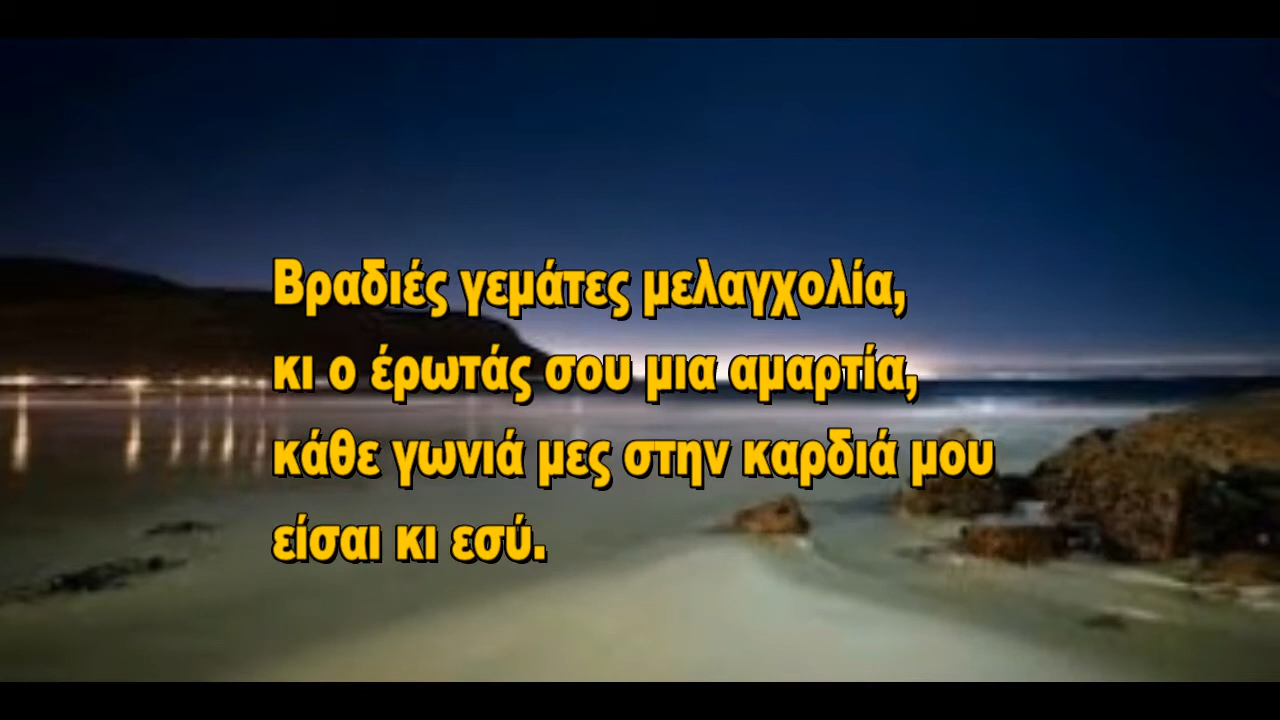 Βραδιές γεμάτες μελαγχολία,
κι ο έρωτάς σου μια αμαρτία,
κάθε γωνιά μες στην καρδιά μου
είσαι κι εσύ.